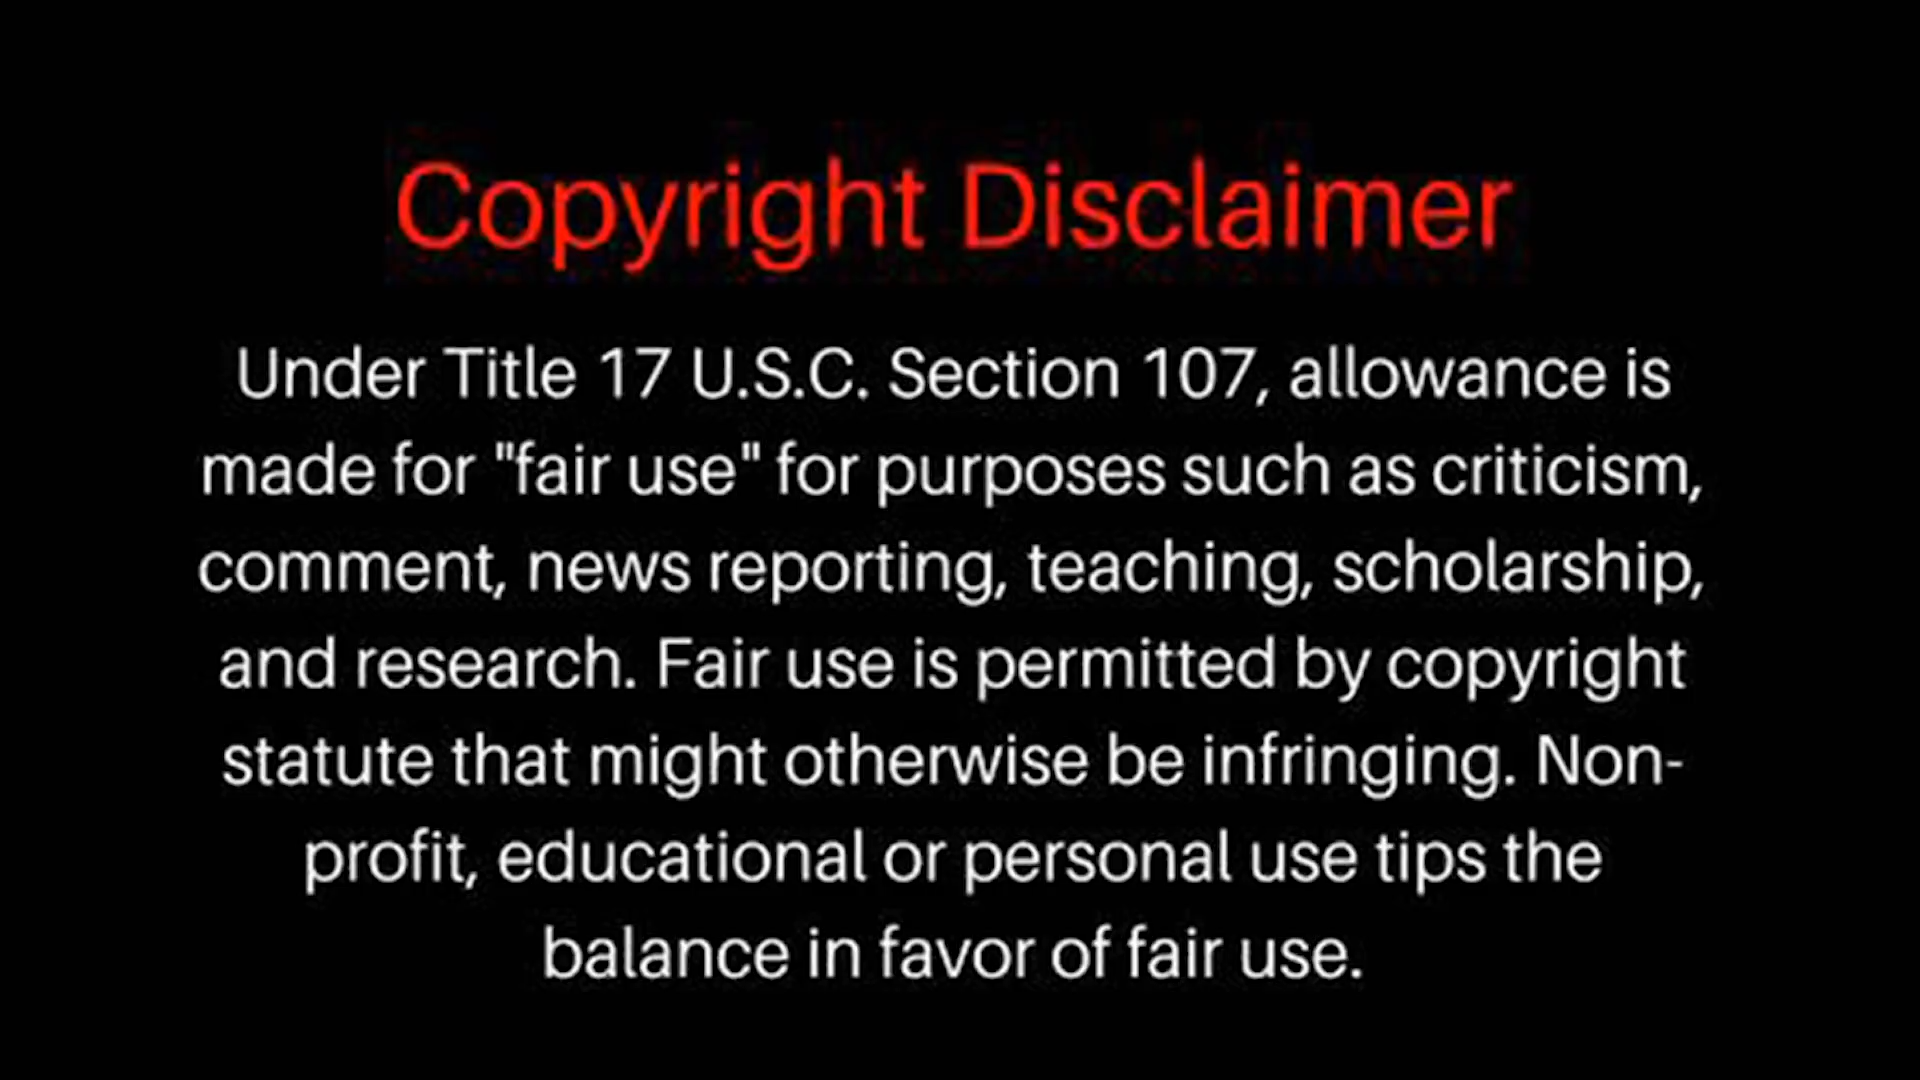 Copyright Disclaimer
Under Title 17 U.S.C. Section 107, allowance is
made for "fair use" for purposes such as criticism,
comment, news reporting, teaching, scholarship,
and research. Fair use is permitted by copyright
statute that might otherwise be infringing. Non-
profit, educational or personal use tips the
balance in favor of fair use.